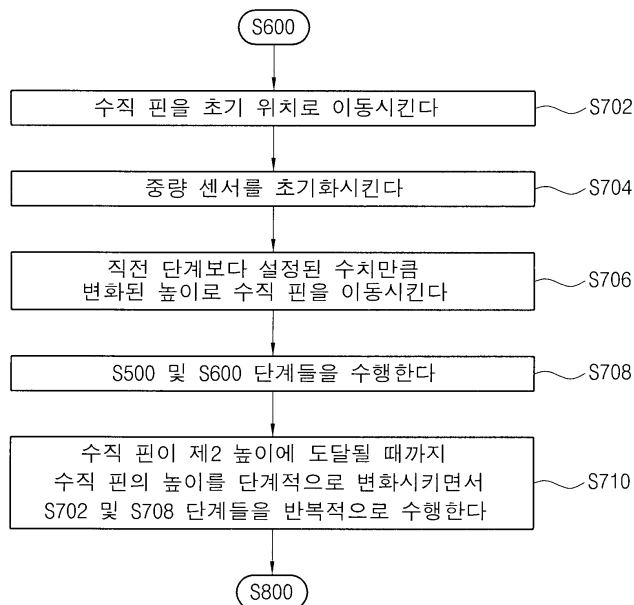 S600
수직 핀을 초기 위치로 이동시킨다
S702
중량 센서를 초기화시킨다
S704
직전 단계보다 설정된 수치만큼
변화된 높이로 수직 핀을 이동시킨다
S706
S500 및 S600 단계들을 수행한다
S708
수직 핀이 제2 높이에 도달될 때까지
수직 핀의 높이를 단계적으로 변화시키면서
S702 및 S708 단계들을 반복적으로 수행한다
S710
S800